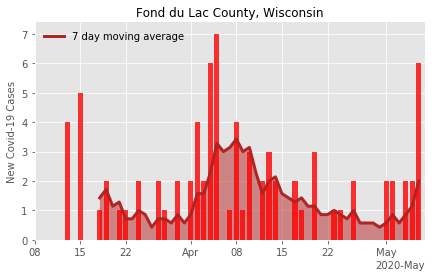 Fond du Lac County, Wisconsin
7 day moving average
New Covid-19 Cases
7
6
5
4
3
2
1
0
08 15 22 Apr 08 15 22 May
2020-May